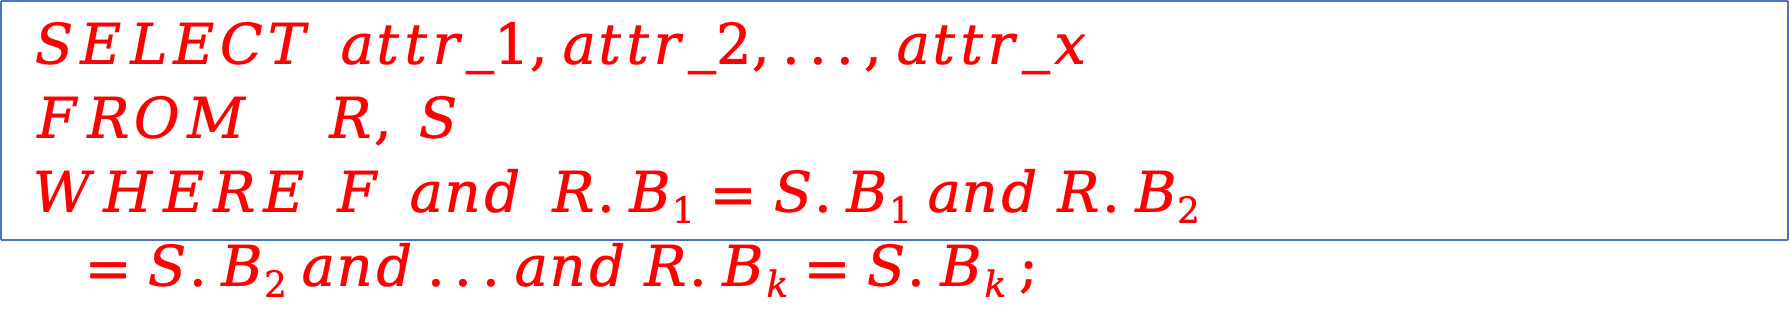 SELECT attr_1, attr_2, ..., attr_x
FROM R, S
WHERE F and R.B₁ = S.B₁ and R.B₂
= S.B₂ and ... and R.Bₖ = S.Bₖ ;